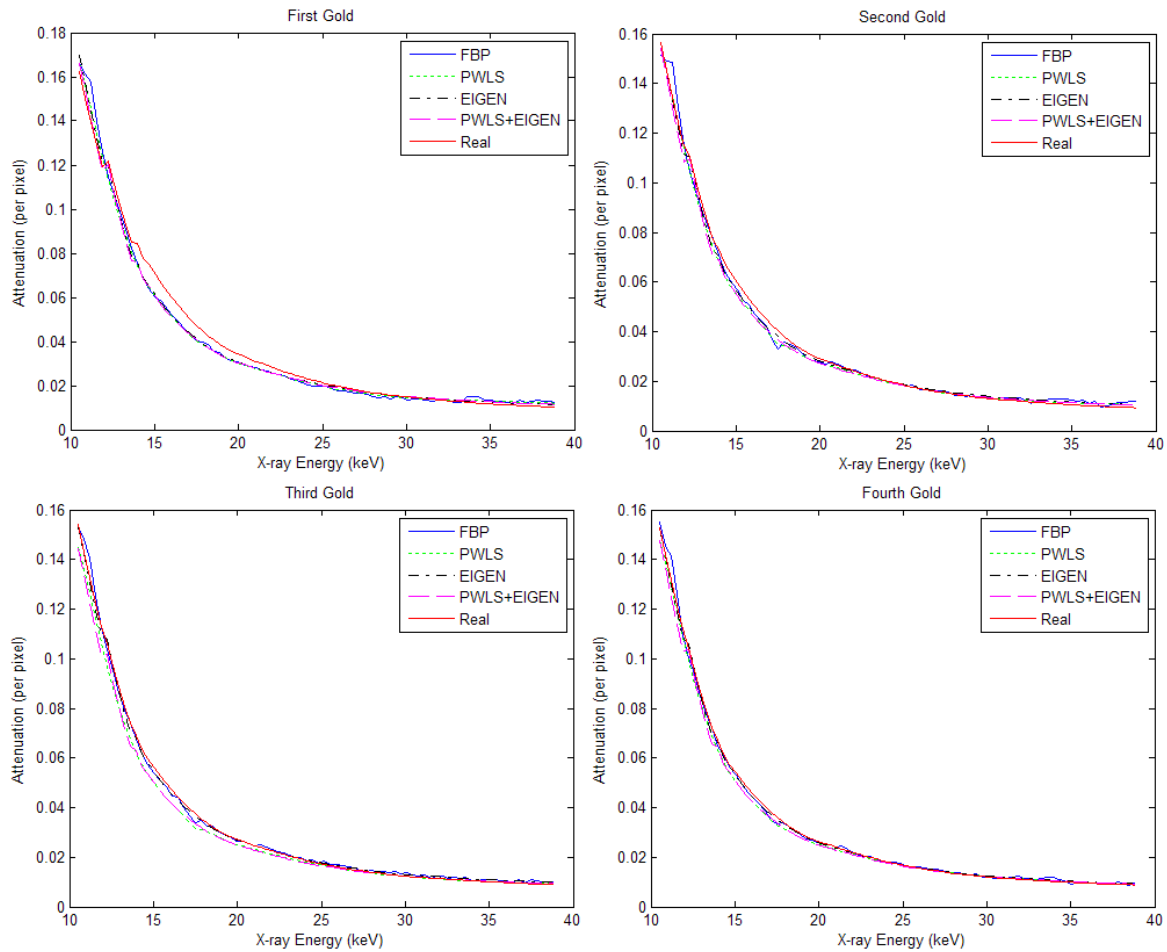 First Gold
0.18
0.16
0.14
0.12
0.1
0.08
0.06
0.04
0.02
0
Attenuation (per pixel)
FBP
PWLS
EIGEN
PWLS+EIGEN
Real
10 15 20 25 30 35 40
X-ray Energy (keV)
Second Gold
0.16
0.14
0.12
0.1
0.08
0.06
0.04
0.02
0
Attenuation (per pixel)
FBP
PWLS
EIGEN
PWLS+EIGEN
Real
10 15 20 25 30 35 40
X-ray Energy (keV)
Third Gold
0.16
0.14
0.12
0.1
0.08
0.06
0.04
0.02
0
Attenuation (per pixel)
FBP
PWLS
EIGEN
PWLS+EIGEN
Real
10 15 20 25 30 35 40
X-ray Energy (keV)
Fourth Gold
0.16
0.14
0.12
0.1
0.08
0.06
0.04
0.02
0
Attenuation (per pixel)
FBP
PWLS
EIGEN
PWLS+EIGEN
Real
10 15 20 25 30 35 40
X-ray Energy (keV)